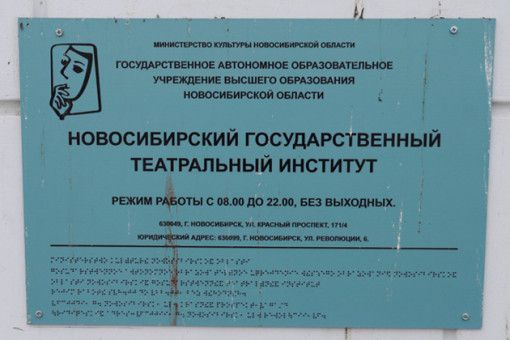 МИНИСТЕРСТВО КУЛЬТУРЫ НОВОСИБИРСКОЙ ОБЛАСТИ
ГОСУДАРСТВЕННОЕ АВТОНОМНОЕ ОБРАЗОВАТЕЛЬНОЕ
УЧРЕЖДЕНИЕ ВЫСШЕГО ОБРАЗОВАНИЯ
НОВОСИБИРСКОЙ ОБЛАСТИ
НОВОСИБИРСКИЙ ГОСУДАРСТВЕННЫЙ
ТЕАТРАЛЬНЫЙ ИНСТИТУТ
РЕЖИМ РАБОТЫ С 08.00 ДО 22.00, БЕЗ ВЫХОДНЫХ.
630049, Г. НОВОСИБИРСК, УЛ. КРАСНЫЙ ПРОСПЕКТ, 171/4
ЮРИДИЧЕСКИЙ АДРЕС: 630099, Г. НОВОСИБИРСК, УЛ. РЕВОЛЮЦИИ, 6.